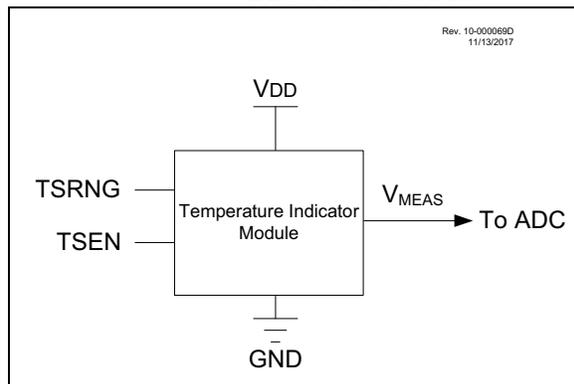 Rev. 10-000069D
11/13/2017
VDD
TSRNG
TSEN
Temperature Indicator
Module
VMEAS
To ADC
GND